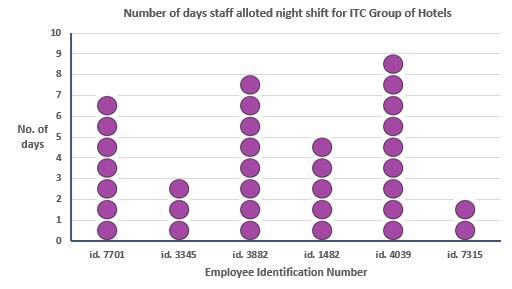 Number of days staff alloted night shift for ITC Group of Hotels
10
9
8
7
6
5
4
3
2
1
0
No. of
days
id. 7701 id. 3345 id. 3882 id. 1482 id. 4039 id. 7315
Employee Identification Number